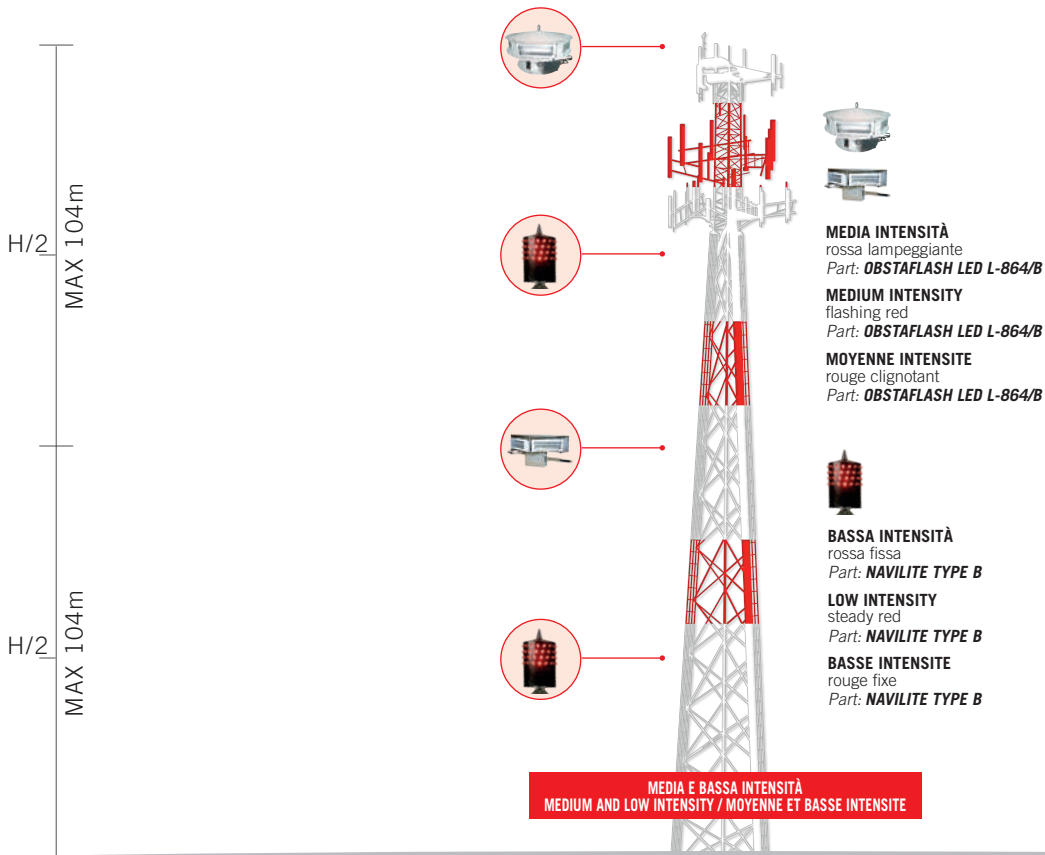 H/2
MAX 104m
H/2
MAX 104m
MEDIA INTENSITÀ
rossa lampeggiante
Part: OBSTAFLASH LED L-864/B
MEDIUM INTENSITY
flashing red
Part: OBSTAFLASH LED L-864/B
MOYENNE INTENSITE
rouge clignotant
Part: OBSTAFLASH LED L-864/B
BASSA INTENSITÀ
rossa fissa
Part: NAVILITE TYPE B
LOW INTENSITY
steady red
Part: NAVILITE TYPE B
BASSE INTENSITE
rouge fixe
Part: NAVILITE TYPE B
MEDIA E BASSA INTENSITÀ
MEDIUM AND LOW INTENSITY / MOYENNE ET BASSE INTENSITE